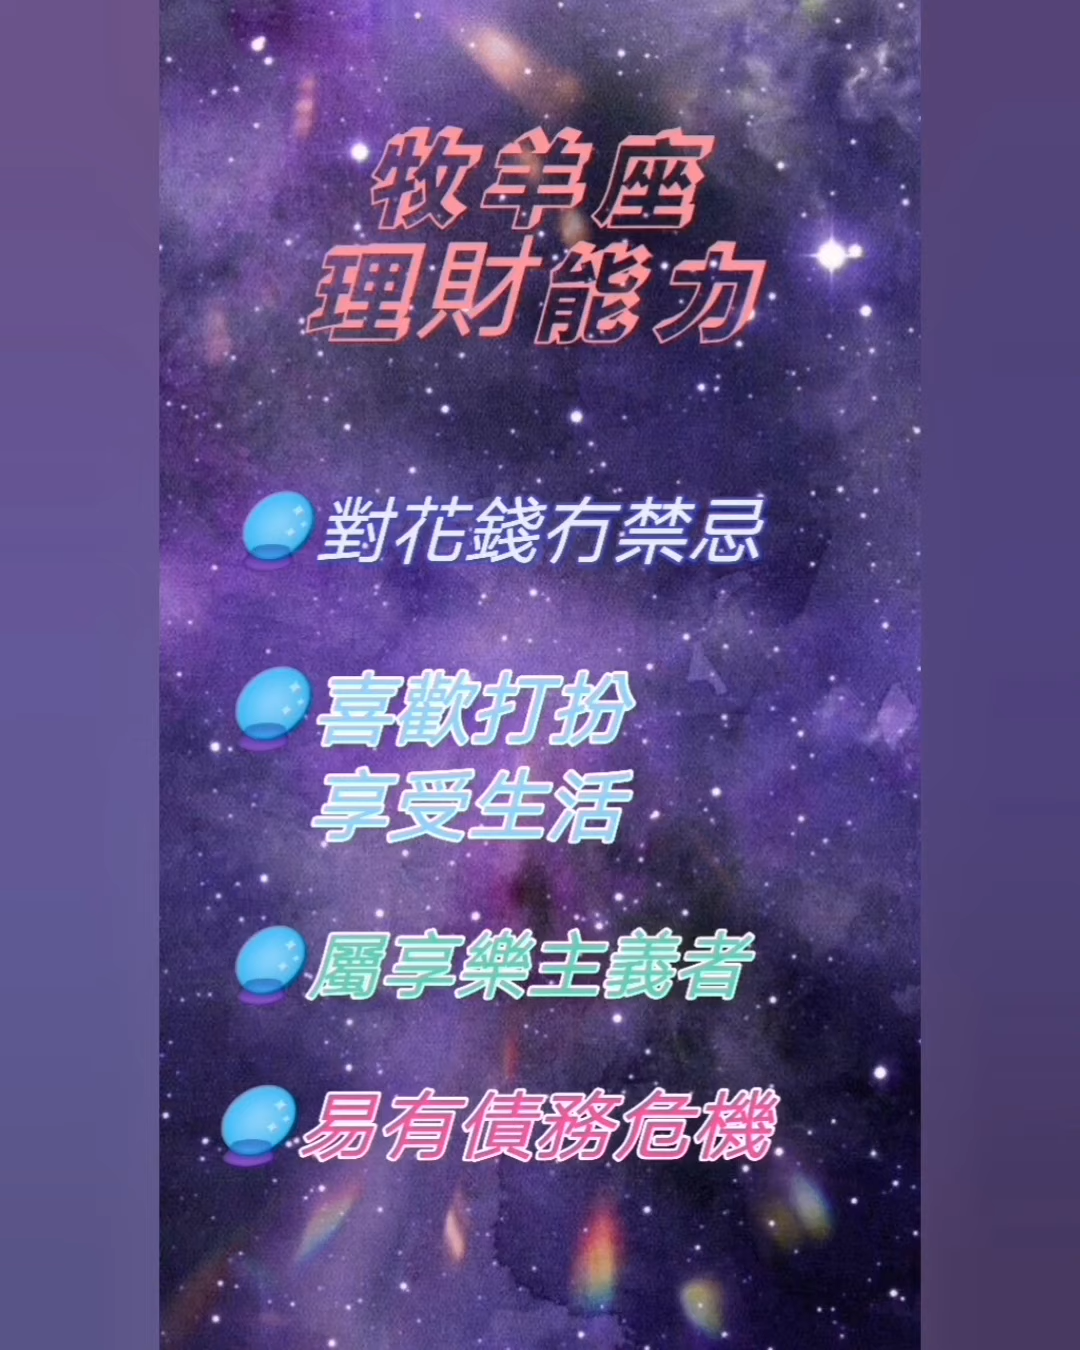 牧羊座
理財能力
對花錢冇禁忌
喜歡打扮
享受生活
屬享樂主義者
易有債務危機